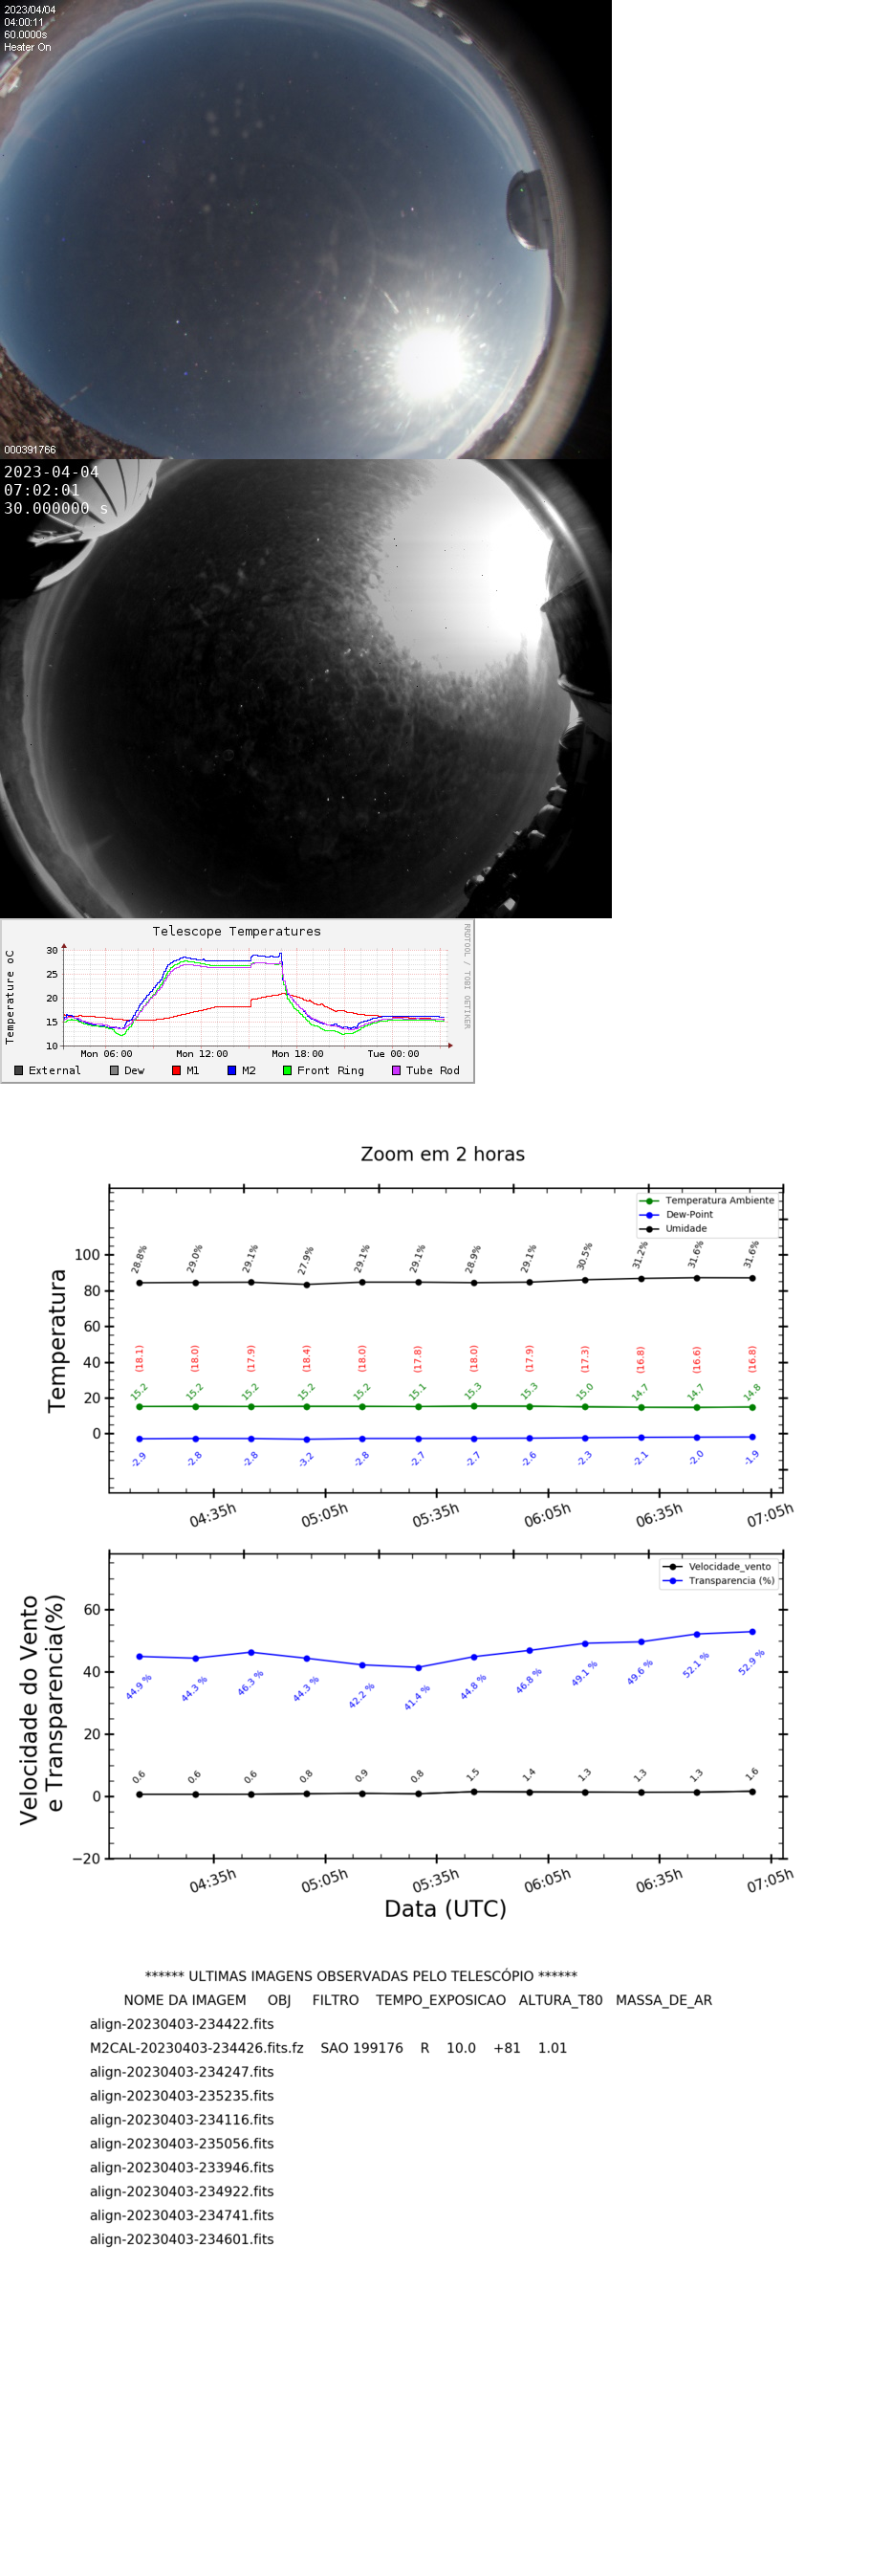 2023/04/04
04:00:11
60.0000s
Heater On
000391766
2023-04-04
07:02:01
30.000000 s
Telescope Temperatures
RRDTOOL / TOBI OETIKER
Temperature oC
30
25
20
15
10
Mon 06:00 Mon 12:00 Mon 18:00 Tue 00:00
External Dew M1 M2 Front Ring Tube Rod
Zoom em 2 horas
Temperatura Ambiente
Dew-Point
Umidade
Temperatura
100
80
60
40
20
0
28.8% 29.0% 29.1% 27.9% 29.1% 29.1% 28.9% 29.1% 30.5% 31.2% 31.6% 31.6%
(18.1) (18.0) (17.9) (18.4) (18.0) (17.8) (18.0) (17.9) (17.3) (16.8) (16.6) (16.8)
15.2 15.2 15.2 15.2 15.2 15.1 15.3 15.3 15.0 14.7 14.7 14.8
-2.9 -2.8 -2.8 -3.2 -2.8 -2.7 -2.7 -2.6 -2.3 -2.1 -2.0 -1.9
04:35h 05:05h 05:35h 06:05h 06:35h 07:05h
Velocidade_vento
Transparencia (%)
Velocidade do Vento
e Transparencia(%)
60
40
20
0
−20
44.9 % 44.3 % 46.3 % 44.3 % 42.2 % 41.4 % 44.8 % 46.8 % 49.1 % 49.6 % 52.1 % 52.9 %
0.6 0.6 0.6 0.8 0.9 0.8 1.5 1.4 1.3 1.3 1.3 1.6
04:35h 05:05h 05:35h 06:05h 06:35h 07:05h
Data (UTC)
****** ULTIMAS IMAGENS OBSERVADAS PELO TELESCÓPIO ******
NOME DA IMAGEM OBJ FILTRO TEMPO_EXPOSICAO ALTURA_T80 MASSA_DE_AR
align-20230403-234422.fits
M2CAL-20230403-234426.fits.fz SAO 199176 R 10.0 +81 1.01
align-20230403-234247.fits
align-20230403-235235.fits
align-20230403-234116.fits
align-20230403-235056.fits
align-20230403-233946.fits
align-20230403-234922.fits
align-20230403-234741.fits
align-20230403-234601.fits